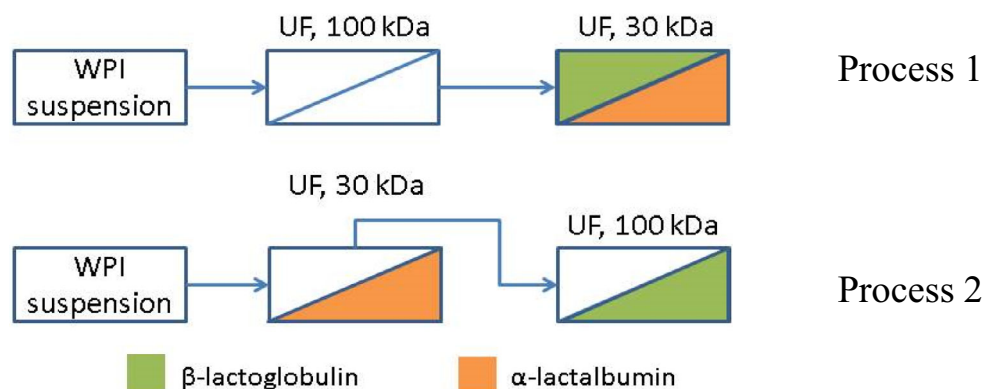 UF, 100 kDa
UF, 30 kDa
WPI
suspension
Process 1
UF, 30 kDa
UF, 100 kDa
WPI
suspension
Process 2
β-lactoglobulin
α-lactalbumin